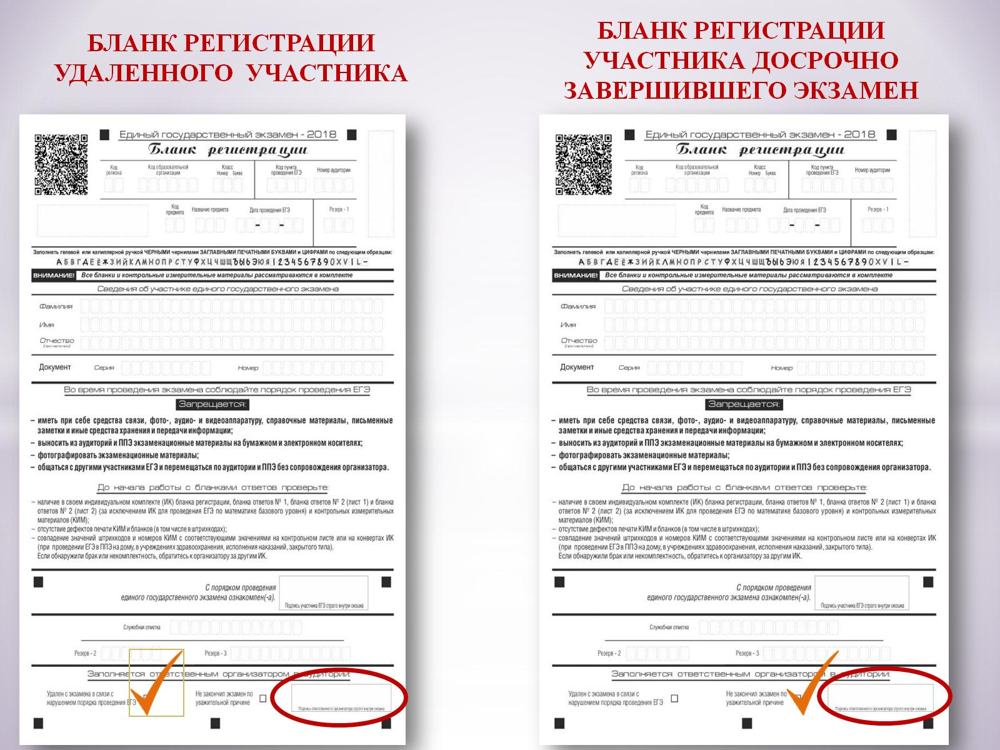 БЛАНК РЕГИСТРАЦИИ
УДАЛЕННОГО УЧАСТНИКА
Единый государственный экзамен - 2018
Бланк регистрации
Код региона
Код образовательной организации
Класс
Номер Буква
Код пункта проведения ЕГЭ
Номер аудитории
Код предмета
Название предмета
Дата проведения ЕГЭ
Резерв - 1
Заполнять гелевой или капиллярной ручкой ЧЕРНЫМИ чернилами ЗАГЛАВНЫМИ ПЕЧАТНЫМИ БУКВАМИ и ЦИФРАМИ по следующим образцам:
АБВГДЕЁЖЗИЙКЛМНОПРСТУФХЦЧШЩЪЫЬЭЮЯ1234567890XVIL-
ВНИМАНИЕ! Все бланки и контрольные измерительные материалы рассматриваются в комплекте
Сведения об участнике единого государственного экзамена
Фамилия
Имя
Отчество
(при наличии)
Документ Серия Номер
Во время проведения экзамена соблюдайте порядок проведения ЕГЭ
Запрещается:
– иметь при себе средства связи, фото-, аудио- и видеоаппаратуру, справочные материалы, письменные
заметки и иные средства хранения и передачи информации;
– выносить из аудиторий и ППЭ экзаменационные материалы на бумажном и электронном носителях;
– фотографировать экзаменационные материалы;
– общаться с другими участниками ЕГЭ и перемещаться по аудитории и ППЭ без сопровождения организатора.
До начала работы с бланками ответов проверьте:
– наличие в своем индивидуальном комплекте (ИК) бланка регистрации, бланка ответов № 1, бланка ответов № 2 (лист 1) и бланка
ответов № 2 (лист 2) (за исключением ИК для проведения ЕГЭ по математике базового уровня) и контрольных измерительных
материалов (КИМ);
– отсутствие дефектов печати КИМ и бланков (в том числе в штрихкодах);
– совпадение значений штрихкодов и номеров КИМ с соответствующими значениями на контрольном листе или на конвертах ИК
(при проведении ЕГЭ в ППЭ на дому, в учреждениях здравоохранения, исполнения наказаний, закрытого типа).
Если обнаружили брак или некомплектность, обратитесь к организатору за другим ИК.
С порядком проведения
единого государственного экзамена ознакомлен(-а).
Подпись участника ЕГЭ строго внутри окошка
Служебная отметка
Резерв - 2 Резерв - 3
Заполняется ответственным организатором в аудитории:
Удален с экзамена в связи с
нарушением порядка проведения ЕГЭ
Не закончил экзамен по
уважительной причине
Подпись ответственного организатора строго внутри окошка
БЛАНК РЕГИСТРАЦИИ
УЧАСТНИКА ДОСРОЧНО
ЗАВЕРШИВШЕГО ЭКЗАМЕН
Единый государственный экзамен - 2018
Бланк регистрации
Код региона
Код образовательной организации
Класс
Номер Буква
Код пункта проведения ЕГЭ
Номер аудитории
Код предмета
Название предмета
Дата проведения ЕГЭ
Резерв - 1
Заполнять гелевой или капиллярной ручкой ЧЕРНЫМИ чернилами ЗАГЛАВНЫМИ ПЕЧАТНЫМИ БУКВАМИ и ЦИФРАМИ по следующим образцам:
АБВГДЕЁЖЗИЙКЛМНОПРСТУФХЦЧШЩЪЫЬЭЮЯ1234567890XVIL-
ВНИМАНИЕ! Все бланки и контрольные измерительные материалы рассматриваются в комплекте
Сведения об участнике единого государственного экзамена
Фамилия
Имя
Отчество
(при наличии)
Документ Серия Номер
Во время проведения экзамена соблюдайте порядок проведения ЕГЭ
Запрещается:
– иметь при себе средства связи, фото-, аудио- и видеоаппаратуру, справочные материалы, письменные
заметки и иные средства хранения и передачи информации;
– выносить из аудиторий и ППЭ экзаменационные материалы на бумажном и электронном носителях;
– фотографировать экзаменационные материалы;
– общаться с другими участниками ЕГЭ и перемещаться по аудитории и ППЭ без сопровождения организатора.
До начала работы с бланками ответов проверьте:
– наличие в своем индивидуальном комплекте (ИК) бланка регистрации, бланка ответов № 1, бланка ответов № 2 (лист 1) и бланка
ответов № 2 (лист 2) (за исключением ИК для проведения ЕГЭ по математике базового уровня) и контрольных измерительных
материалов (КИМ);
– отсутствие дефектов печати КИМ и бланков (в том числе в штрихкодах);
– совпадение значений штрихкодов и номеров КИМ с соответствующими значениями на контрольном листе или на конвертах ИК
(при проведении ЕГЭ в ППЭ на дому, в учреждениях здравоохранения, исполнения наказаний, закрытого типа).
Если обнаружили брак или некомплектность, обратитесь к организатору за другим ИК.
С порядком проведения
единого государственного экзамена ознакомлен(-а).
Подпись участника ЕГЭ строго внутри окошка
Служебная отметка
Резерв - 2 Резерв - 3
Заполняется ответственным организатором в аудитории:
Удален с экзамена в связи с
нарушением порядка проведения ЕГЭ
Не закончил экзамен по
уважительной причине
Подпись ответственного организатора строго внутри окошка